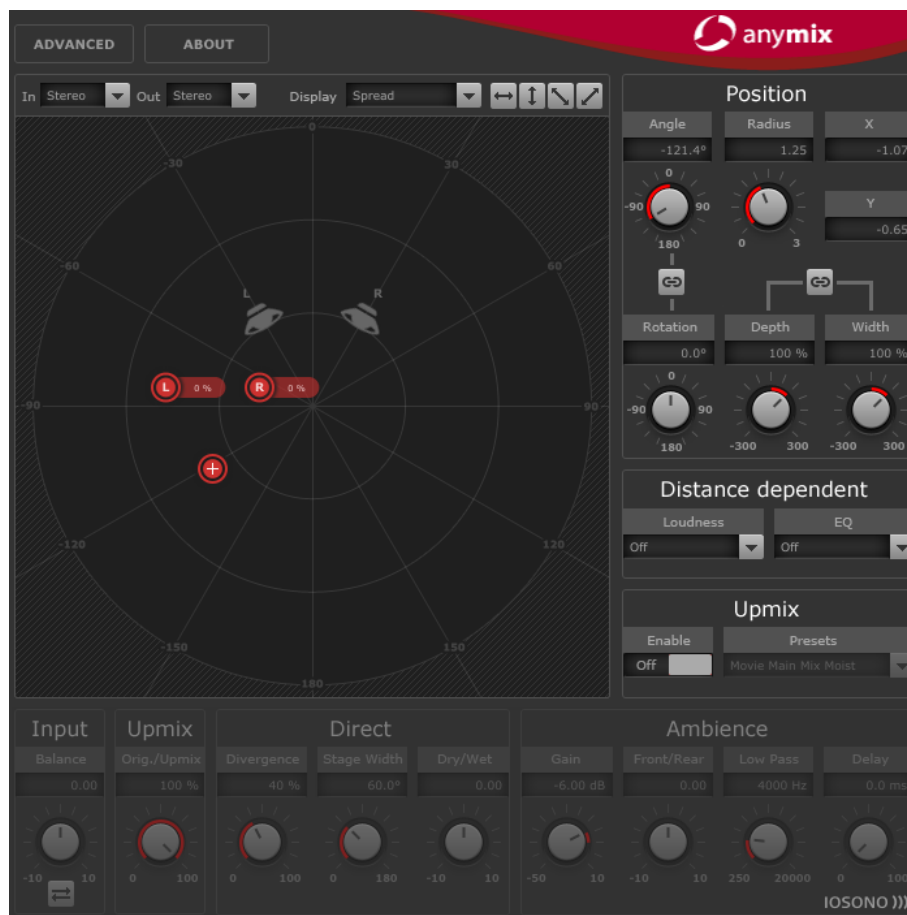 ADVANCED ABOUT anymix
In Stereo Out Stereo Display Spread
Position
Angle Radius X
-121.4° 1.25 -1.07
0
-90 90
180 0 3
Y
-0.65
Rotation Depth Width
0.0° 100 % 100 %
0
-90 90
180 -300 300 -300 300
0
-30 30
-60 60
L R
L 0 % R 0 %
-90 90
-120 120
-150 150
180
Distance dependent
Loudness EQ
Off Off
Upmix
Enable Presets
Off Movie Main Mix Moist
Input Upmix Direct Ambience
Balance Orig./Upmix Divergence Stage Width Dry/Wet Gain Front/Rear Low Pass Delay
0.00 100 % 40 % 60.0° 0.00 -6.00 dB 0.00 4000 Hz 0.0 ms
-10 10 0 100 0 100 0 180 -10 10 -50 10 -10 10 250 20000 0 100
IOSONO